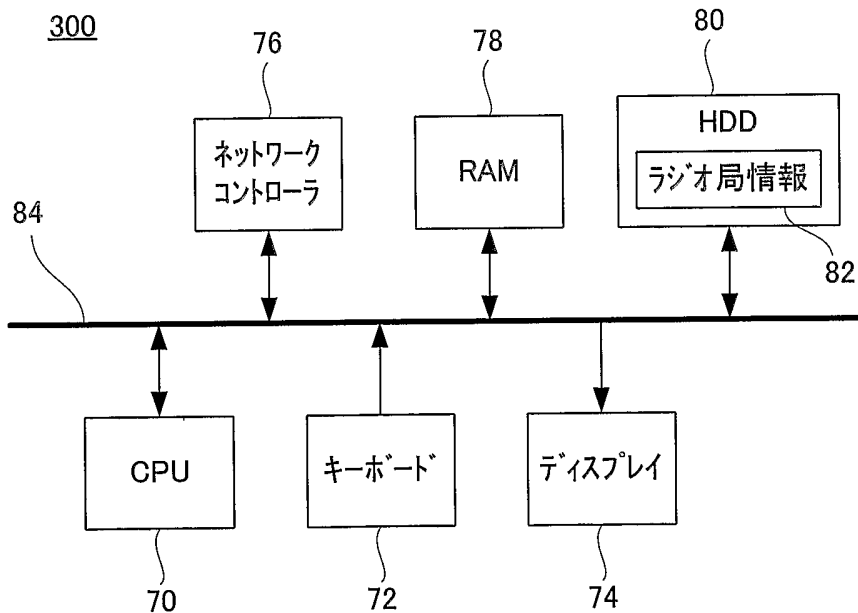 300
76
78
80
ネットワーク
コントローラ
RAM
HDD
ラジオ局情報
84
82
CPU
キーボード
ディスプレイ
70
72
74